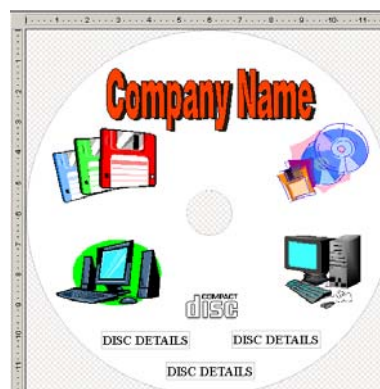 Company Name
COMPACT
disc
DISC DETAILS DISC DETAILS
DISC DETAILS